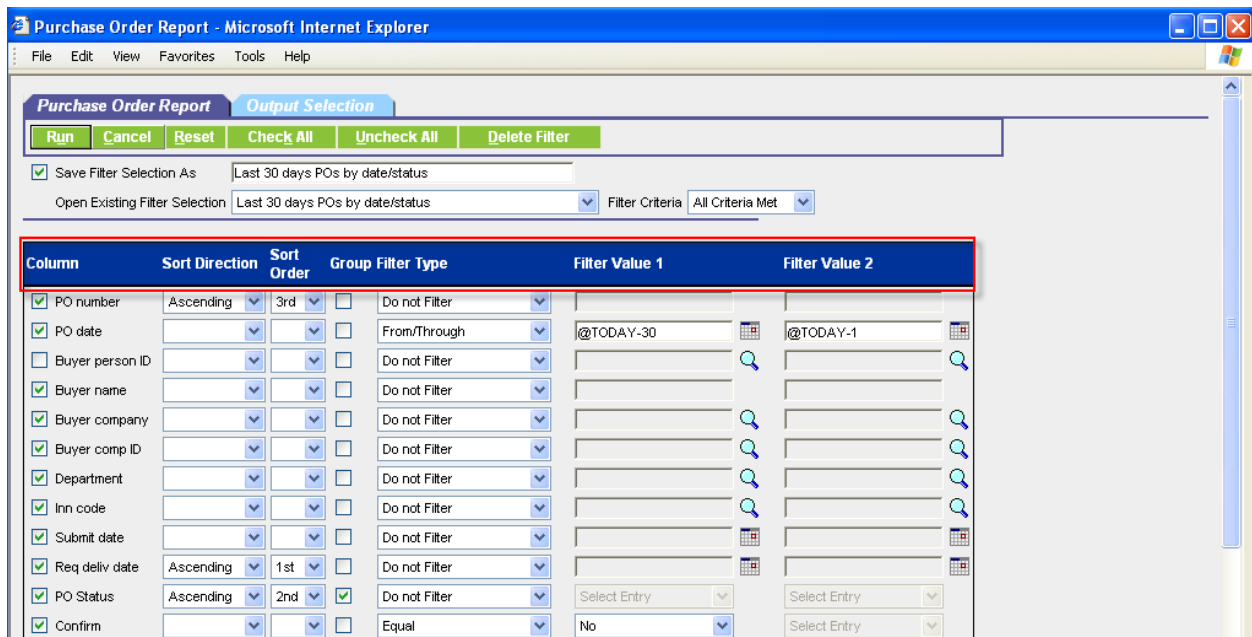 Purchase Order Report - Microsoft Internet Explorer
File Edit View Favorites Tools Help
Purchase Order Report Output Selection
Run Cancel Reset Check All Uncheck All Delete Filter
Save Filter Selection As Last 30 days POs by date/status
Open Existing Filter Selection Last 30 days POs by date/status Filter Criteria All Criteria Met
Column Sort Direction Sort Order Group Filter Type Filter Value 1 Filter Value 2
PO number Ascending 3rd Do not Filter
PO date From/Through @TODAY-30 @TODAY-1
Buyer person ID Do not Filter
Buyer name Do not Filter
Buyer company Do not Filter
Buyer comp ID Do not Filter
Department Do not Filter
Inn code Do not Filter
Submit date Do not Filter
Req deliv date Ascending 1st Do not Filter
PO Status Ascending 2nd Do not Filter Select Entry Select Entry
Confirm Equal No Select Entry